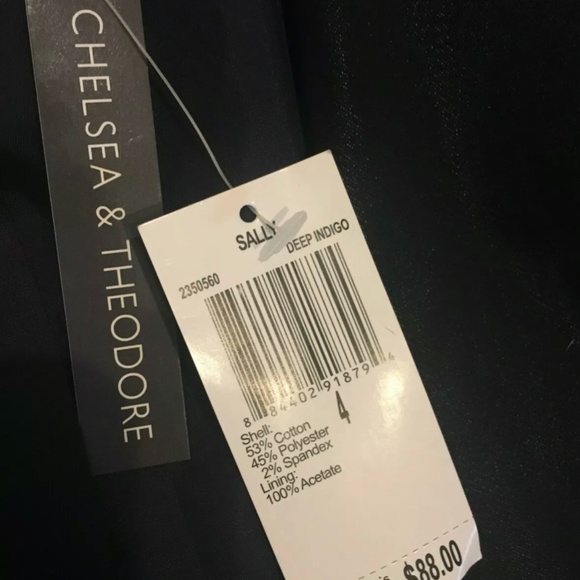 CHELSEA & THEODORE
SALLY
DEEP INDIGO
2350560
8 84402 91879 4
4
Shell:
53% Cotton
45% Polyester
2% Spandex
Lining:
100% Acetate
$88.00